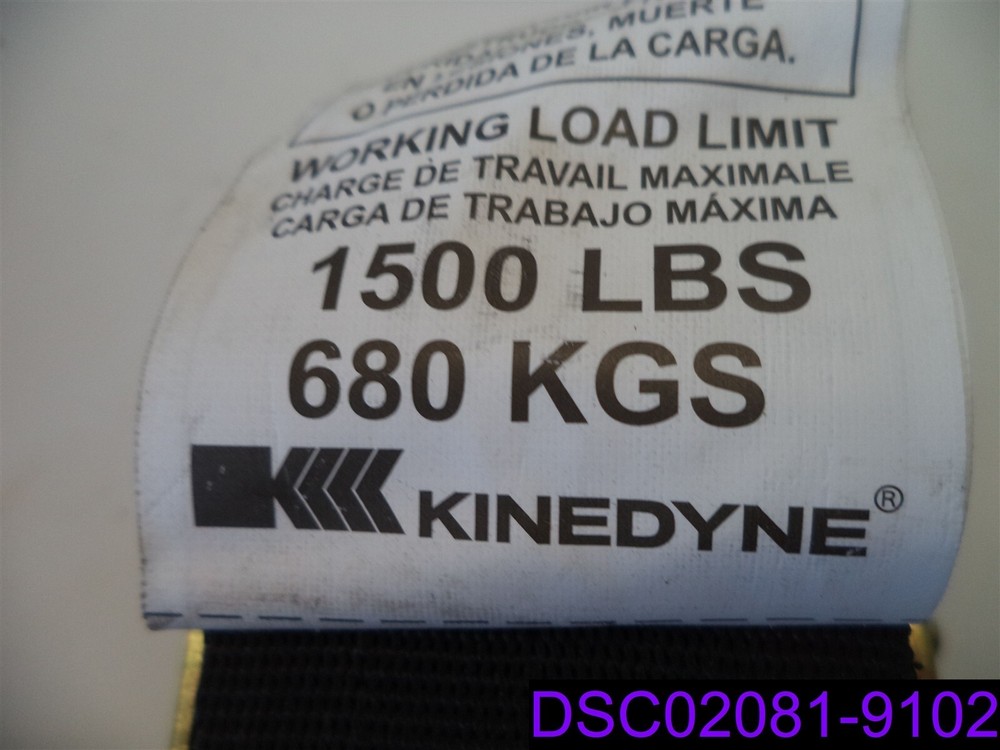 EN LESIONES, MUERTE
O PÉRDIDA DE LA CARGA.
WORKING LOAD LIMIT
CHARGE DE TRAVAIL MAXIMALE
CARGA DE TRABAJO MÁXIMA
1500 LBS
680 KGS
KINEDYNE®
DSC02081-9102